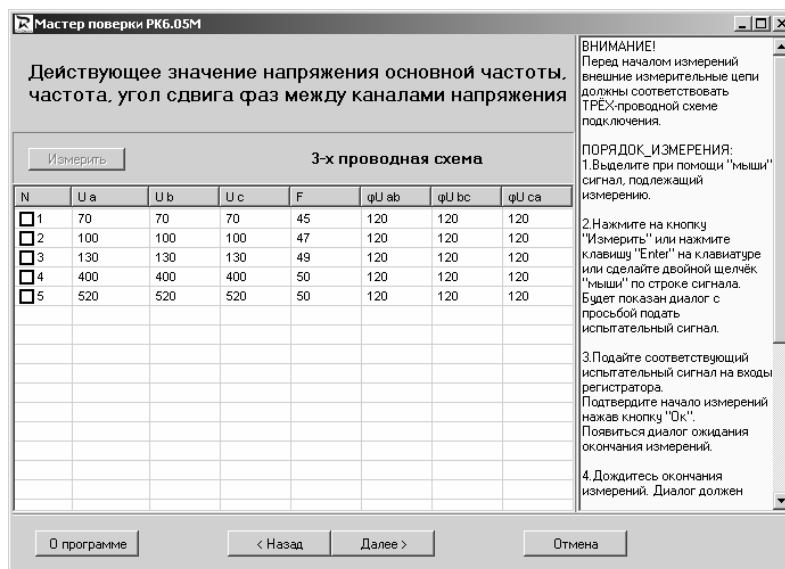 Мастер поверки РК6.05М
Действующее значение напряжения основной частоты,
частота, угол сдвига фаз между каналами напряжения
Измерить
3-х проводная схема
N U a U b U c F φU ab φU bc φU ca
1 70 70 70 45 120 120 120
2 100 100 100 47 120 120 120
3 130 130 130 49 120 120 120
4 400 400 400 50 120 120 120
5 520 520 520 50 120 120 120
ВНИМАНИЕ!
Перед началом измерений
внешние измерительные цепи
должны соответствовать
ТРЁХ-проводной схеме
подключения.
ПОРЯДОК_ИЗМЕРЕНИЯ:
1.Выделите при помощи "мыши"
сигнал, подлежащий
измерению.
2.Нажмите на кнопку
"Измерить" или нажмите
клавишу "Enter" на клавиатуре
или сделайте двойной щелчёк
"мыши" по строке сигнала.
Будет показан диалог с
просьбой подать
испытательный сигнал.
3.Подайте соответствующий
испытательный сигнал на входы
регистратора.
Подтвердите начало измерений
нажав кнопку "Ок".
Появиться диалог ожидания
окончания измерений.
4.Дождитесь окончания
измерений. Диалог должен
О программе
< Назад
Далее >
Отмена